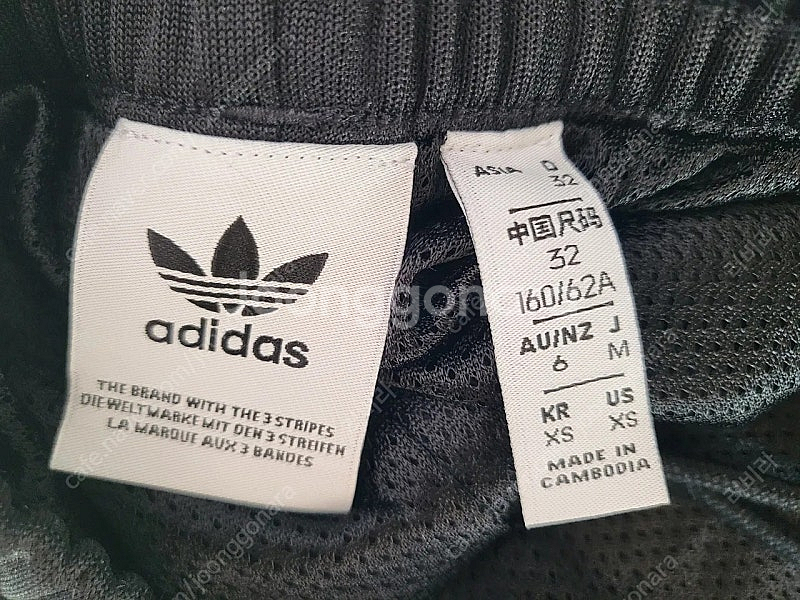 adidas
THE BRAND WITH THE 3 STRIPES
DIE WELTMARKE MIT DEN 3 STREIFEN
LA MARQUE AUX 3 BANDES
ASIA D
32
中国尺码
32
160/62A
AU/NZ J
6 M
KR US
XS XS
MADE IN
CAMBODIA
joonggonara